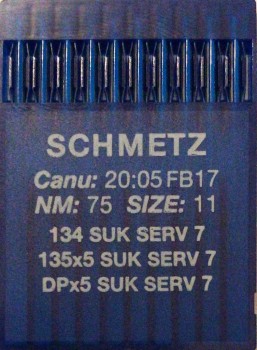 SCHMETZ
Canu: 20:05 FB17
NM: 75 SIZE: 11
134 SUK SERV 7
135x5 SUK SERV 7
DPx5 SUK SERV 7